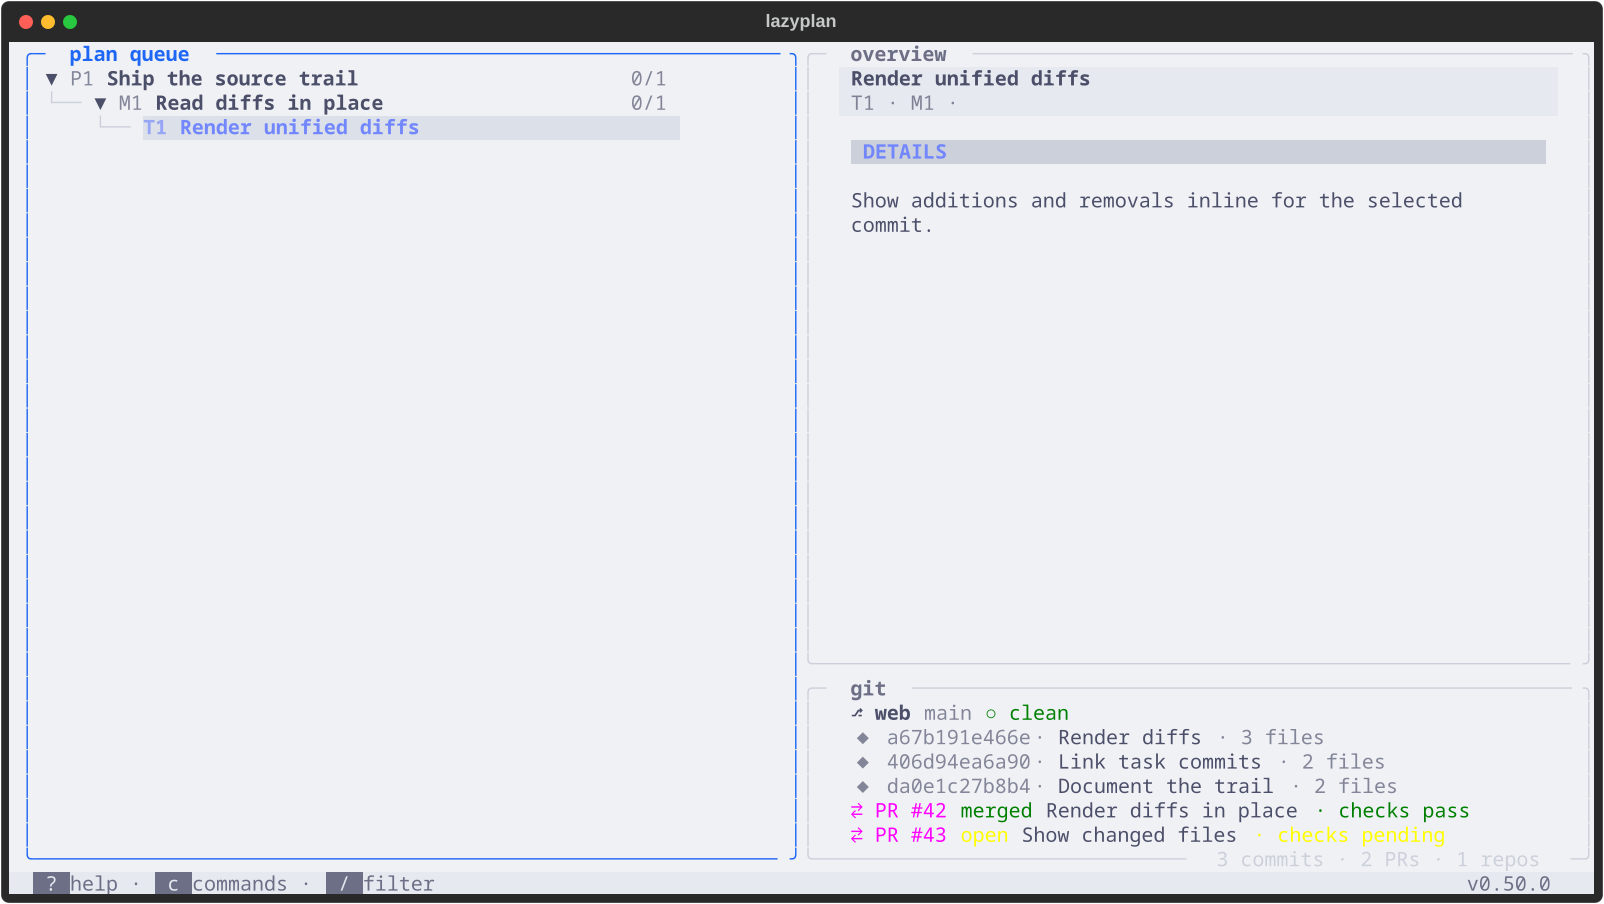 lazyplan
plan queue
▼ P1 Ship the source trail 0/1
▼ M1 Read diffs in place 0/1
T1 Render unified diffs
overview
Render unified diffs
T1 · M1 ·
DETAILS
Show additions and removals inline for the selected
commit.
git
⎇ web main ○ clean
◆ a67b191e466e · Render diffs · 3 files
◆ 406d94ea6a90 · Link task commits · 2 files
◆ da0e1c27b8b4 · Document the trail · 2 files
⇄ PR #42 merged Render diffs in place · checks pass
⇄ PR #43 open Show changed files · checks pending
3 commits · 2 PRs · 1 repos
? help · c commands · / filter v0.50.0